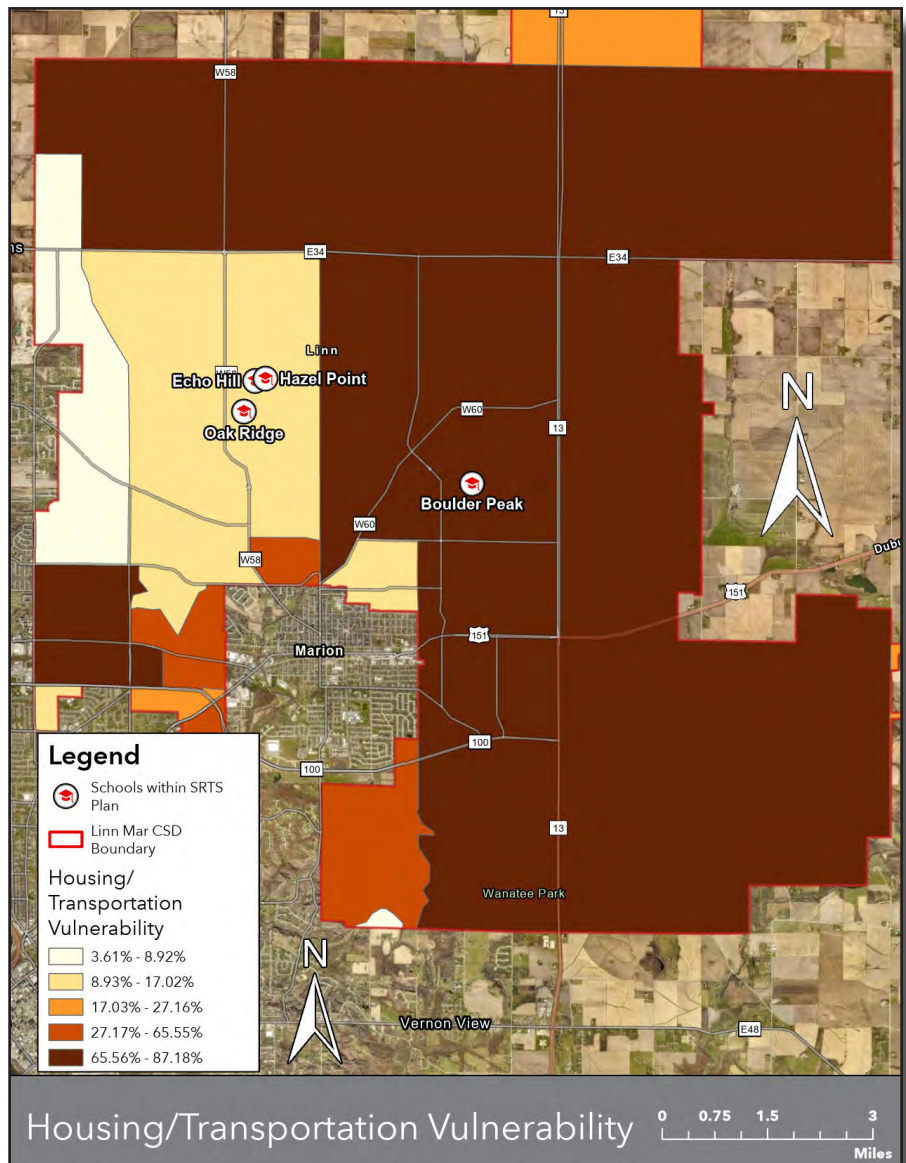 13
W58
ns
E34
E34
Linn
W58
Echo Hill
Hazel Point
Oak Ridge
W60
13
Boulder Peak
N
W60
W58
Dubu
151
151
Marion
100
100
13
Wanatee Park
Legend
Schools within SRTS
Plan
Linn Mar CSD
Boundary
Housing/
Transportation
Vulnerability
3.61% - 8.92%
8.93% - 17.02%
17.03% - 27.16%
27.17% - 65.55%
65.56% - 87.18%
N
Vernon View
E48
Housing/Transportation Vulnerability
0 0.75 1.5 3
Miles